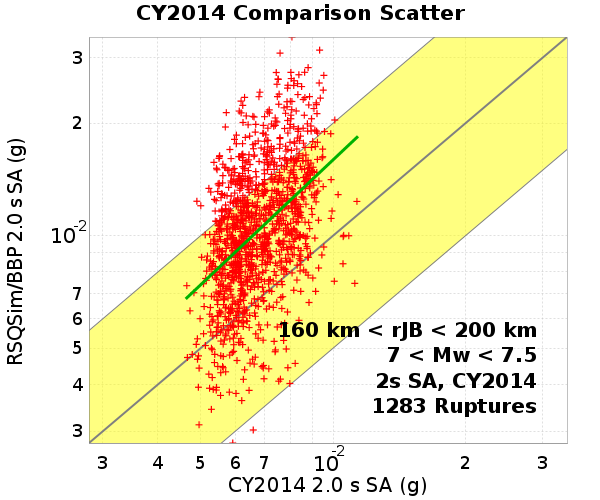 CY2014 Comparison Scatter
RSQSim/BBP 2.0 s SA (g)
3
2
10-2
7
6
5
4
3
160 km < rJB < 200 km
7 < Mw < 7.5
2s SA, CY2014
1283 Ruptures
3 4 5 6 7 10-2 2 3
CY2014 2.0 s SA (g)